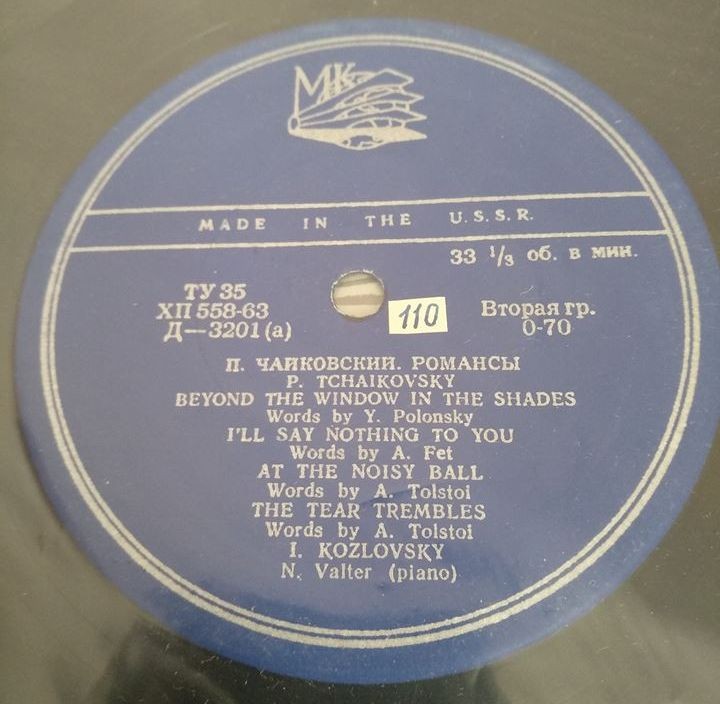 МК
MADE IN THE U.S.S.R.
33 1/3 об. в мин.
ТУ 35
ХП 558-63
Д—3201 (а)
110
Вторая гр.
0-70
П. ЧАЙКОВСКИЙ. РОМАНСЫ
P. TCHAIKOVSKY
BEYOND THE WINDOW IN THE SHADES
Words by Y. Polonsky
I'LL SAY NOTHING TO YOU
Words by A. Fet
AT THE NOISY BALL
Words by A. Tolstoi
THE TEAR TREMBLES
Words by A. Tolstoi
I. KOZLOVSKY
N. Valter (piano)